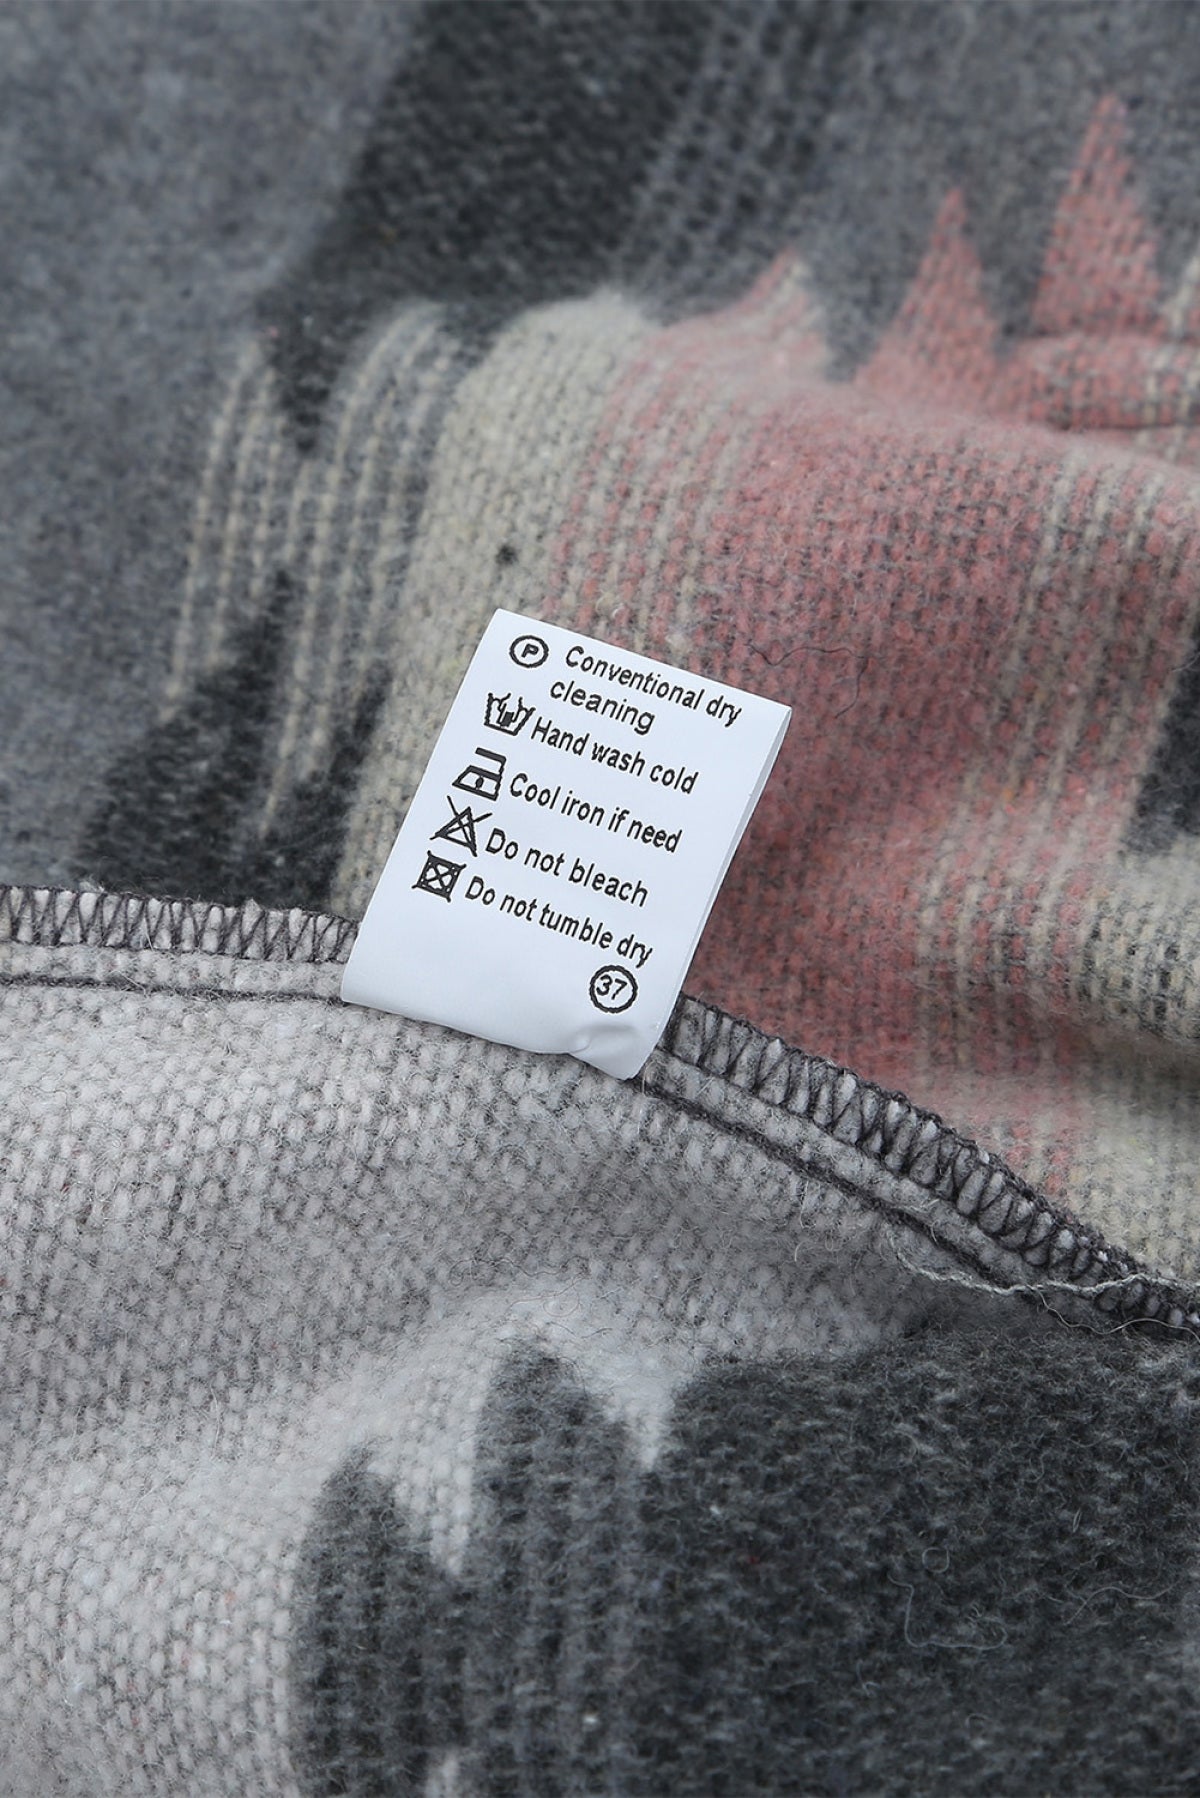 P Conventional dry
cleaning
Hand wash cold
Cool iron if need
Do not bleach
Do not tumble dry
37